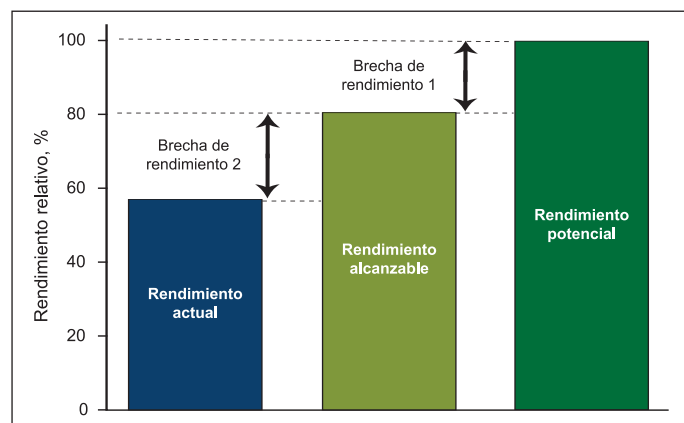 Rendimiento relativo, %
100
80
60
40
20
0
Brecha de
rendimiento 1
Brecha de
rendimiento 2
Rendimiento
actual
Rendimiento
alcanzable
Rendimiento
potencial